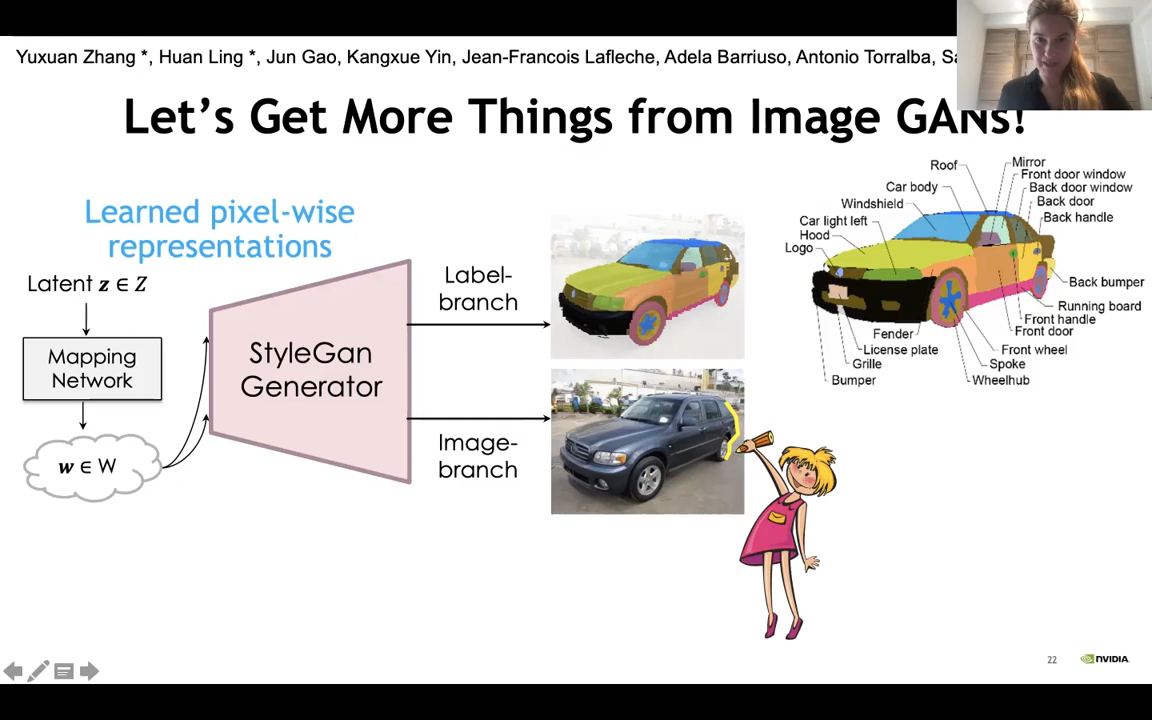 Yuxuan Zhang *, Huan Ling *, Jun Gao, Kangxue Yin, Jean-Francois Lafleche, Adela Barriuso, Antonio Torralba,
Let's Get More Things from Image GANs!
Learned pixel-wise
representations
Latent z ∈ Z
Mapping
Network
w ∈ W
StyleGan
Generator
Label-
branch
Image-
branch
Roof
Mirror
Front door window
Car body
Back door window
Windshield
Back door
Car light left
Back handle
Hood
Logo
Back bumper
Running board
Front handle
Fender
Front door
License plate
Front wheel
Grille
Spoke
Bumper
Wheelhub
22
NVIDIA